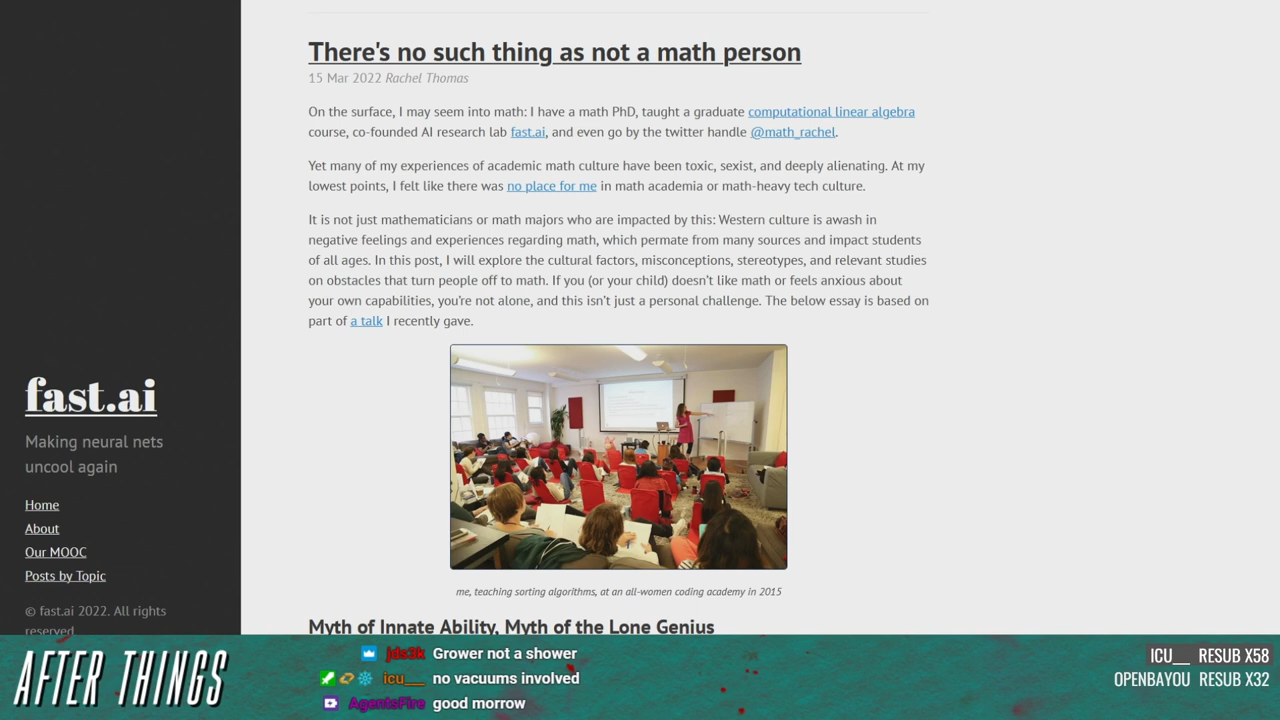 There's no such thing as not a math person
15 Mar 2022 Rachel Thomas
On the surface, I may seem into math: I have a math PhD, taught a graduate computational linear algebra
course, co-founded AI research lab fast.ai, and even go by the twitter handle @math_rachel.
Yet many of my experiences of academic math culture have been toxic, sexist, and deeply alienating. At my
lowest points, I felt like there was no place for me in math academia or math-heavy tech culture.
It is not just mathematicians or math majors who are impacted by this: Western culture is awash in
negative feelings and experiences regarding math, which permate from many sources and impact students
of all ages. In this post, I will explore the cultural factors, misconceptions, stereotypes, and relevant studies
on obstacles that turn people off to math. If you (or your child) doesn't like math or feels anxious about
your own capabilities, you're not alone, and this isn't just a personal challenge. The below essay is based on
part of a talk I recently gave.
me, teaching sorting algorithms, at an all-women coding academy in 2015
Myth of Innate Ability, Myth of the Lone Genius
fast.ai
Making neural nets
uncool again
Home
About
Our MOOC
Posts by Topic
© fast.ai 2022. All rights
reserved
AFTER THINGS
jds3k Grower not a shower
icu___ no vacuums involved
AgentsFire good morrow
ICU__ RESUB X58
OPENBAYOU RESUB X32